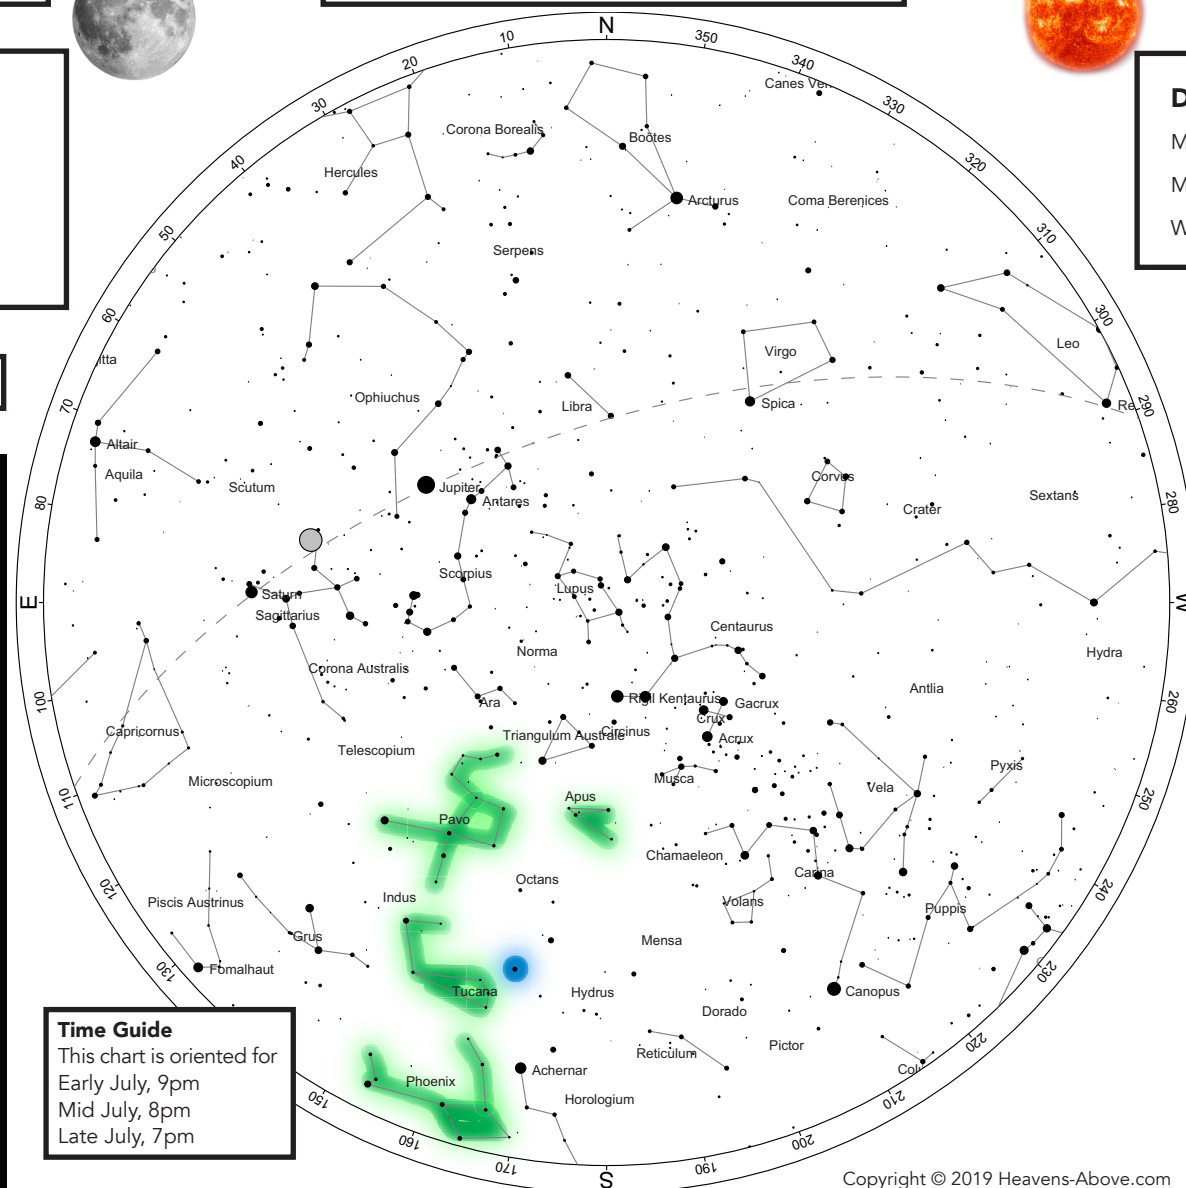 N
10
350
20
340
30
330
40
320
50
310
60
300
70
290
80
280
E
100
260
110
250
120
240
130
230
220
150
210
160
200
170
190
S
Canes Ven
Corona Borealis
Boötes
Hercules
Arcturus
Coma Berenices
Serpens
Virgo
Leo
Ophiuchus
Libra
Spica
Altair
Aquila
Scutum
Jupiter
Antares
Corvus
Crater
Sextans
Scorpius
Lupus
Saturn
Sagittarius
Norma
Centaurus
Hydra
Corona Australis
Ara
Rigil Kentaurus
Gacrux
Crux
Antlia
Capricornus
Telescopium
Triangulum Australe
Circinus
Acrux
Microscopium
Musca
Pyxis
Vela
Apus
Pavo
Chamaeleon
Carina
Octans
Indus
Volans
Puppis
Piscis Austrinus
Grus
Mensa
Fomalhaut
Tucana
Hydrus
Canopus
Dorado
Reticulum
Pictor
Col
Phoenix
Achernar
Horologium
D
M
M
W
Time Guide
This chart is oriented for
Early July, 9pm
Mid July, 8pm
Late July, 7pm
Copyright © 2019 Heavens-Above.com